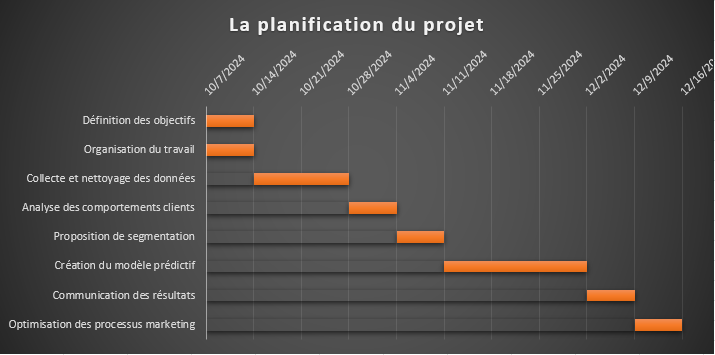 La planification du projet
10/7/2024
10/14/2024
10/21/2024
10/28/2024
11/4/2024
11/11/2024
11/18/2024
11/25/2024
12/2/2024
12/9/2024
12/16/20
Définition des objectifs
Organisation du travail
Collecte et nettoyage des données
Analyse des comportements clients
Proposition de segmentation
Création du modèle prédictif
Communication des résultats
Optimisation des processus marketing